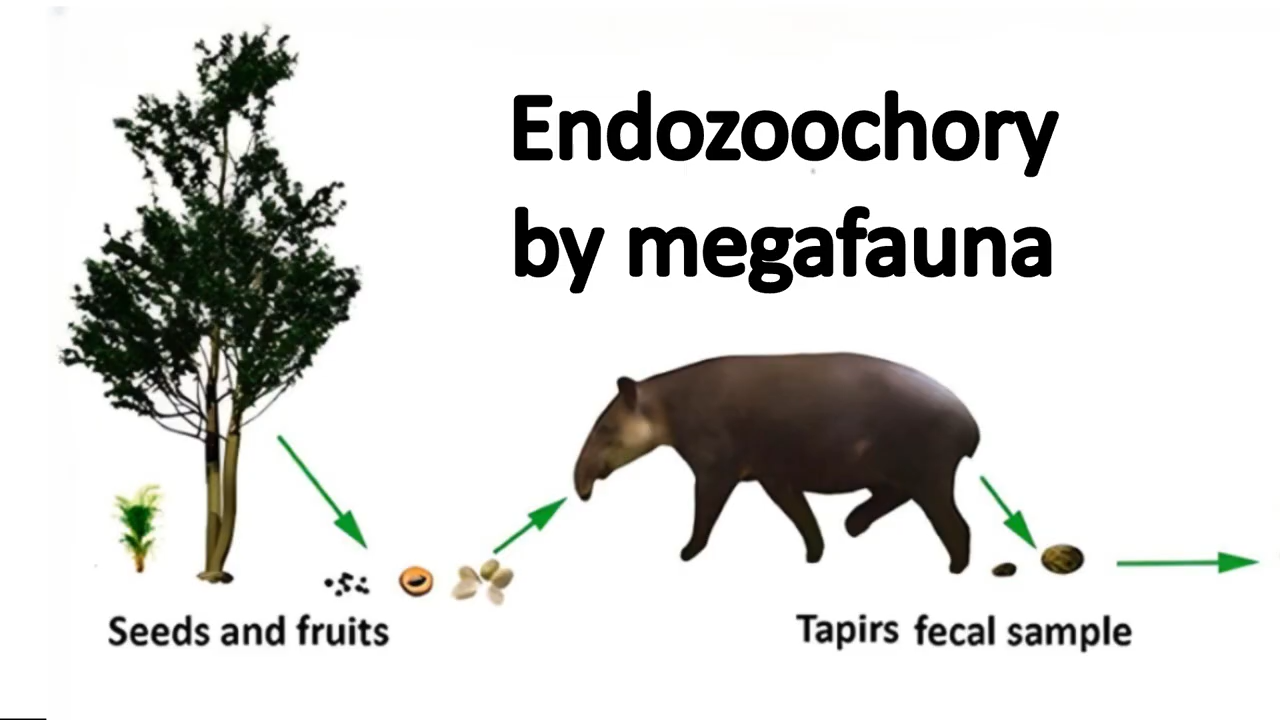 Endozoochory
by megafauna
Seeds and fruits
Tapirs fecal sample